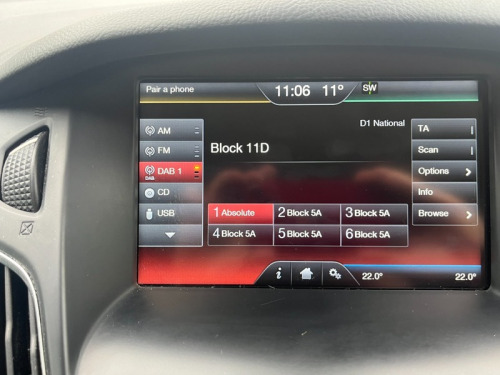 Pair a phone
11:06 11° SW
D1 National
AM
FM
DAB 1
DAB
CD
USB
Block 11D
TA
Scan
Options
Info
Browse
1 Absolute 2 Block 5A 3 Block 5A
4 Block 5A 5 Block 5A 6 Block 5A
i
22.0° 22.0°